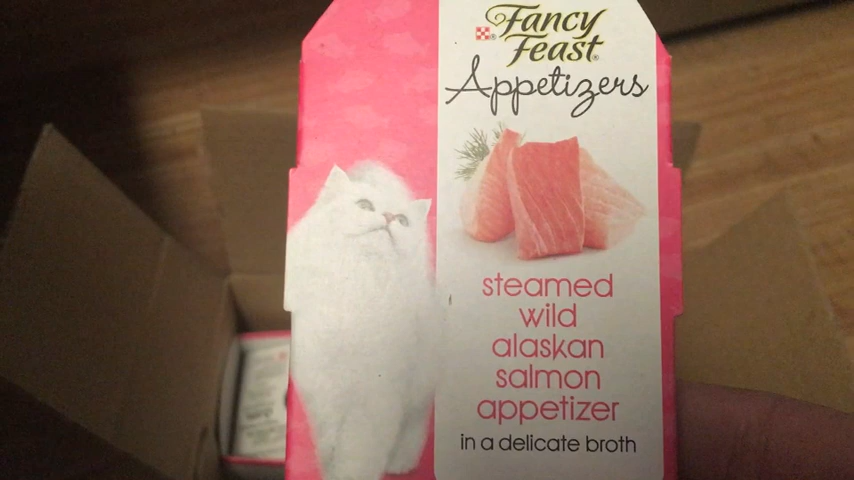 Fancy
Feast®
Appetizers
steamed
wild
alaskan
salmon
appetizer
in a delicate broth